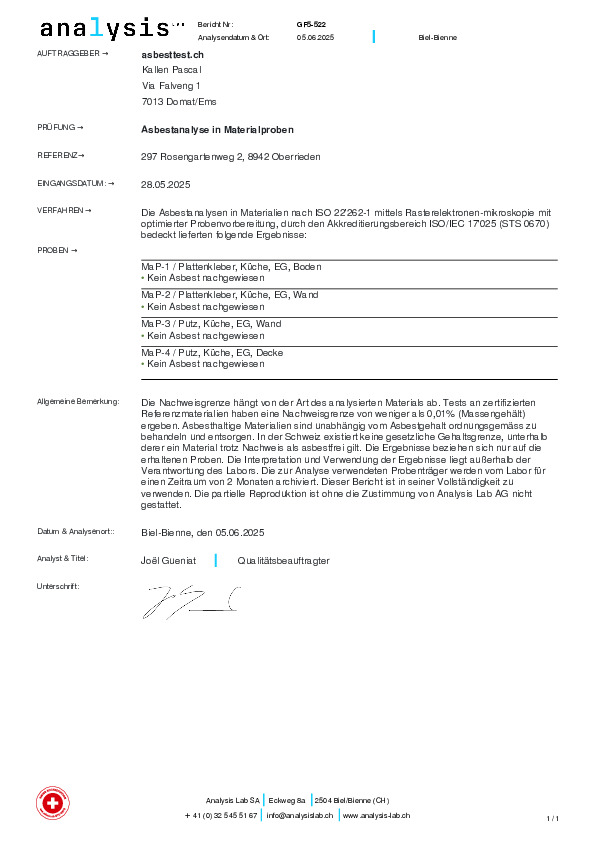 analysis
Bericht Nr: GF5-522
Analysendatum & Ort: 05.06.2025 Biel-Bienne
AUFTRAGGEBER → asbesttest.ch
Kallen Pascal
Via Falveng 1
7013 Domat/Ems
PRÜFUNG → Asbestanalyse in Materialproben
REFERENZ→ 297 Rosengartenweg 2, 8942 Oberrieden
EINGANGSDATUM: → 28.05.2025
VERFAHREN → Die Asbestanalysen in Materialien nach ISO 22'262-1 mittels Rasterelektronen-mikroskopie mit
optimierter Probenvorbereitung, durch den Akkreditierungsbereich ISO/IEC 17025 (STS 0670)
bedeckt lieferten folgende Ergebnisse:
PROBEN →
MaP-1 / Plattenkleber, Küche, EG, Boden
• Kein Asbest nachgewiesen
MaP-2 / Plattenkleber, Küche, EG, Wand
• Kein Asbest nachgewiesen
MaP-3 / Putz, Küche, EG, Wand
• Kein Asbest nachgewiesen
MaP-4 / Putz, Küche, EG, Decke
• Kein Asbest nachgewiesen
Allgemeine Bemerkung: Die Nachweisgrenze hängt von der Art des analysierten Materials ab. Tests an zertifizierten
Referenzmaterialien haben eine Nachweisgrenze von weniger als 0,01% (Massengehält)
ergeben. Asbesthaltige Materialien sind unabhängig vom Asbestgehalt ordnungsgemäss zu
behandeln und entsorgen. In der Schweiz existiert keine gesetzliche Gehaltsgrenze, unterhalb
derer ein Material trotz Nachweis als asbestfrei gilt. Die Ergebnisse beziehen sich nur auf die
erhaltenen Proben. Die Interpretation und Verwendung der Ergebnisse liegt außerhalb der
Verantwortung des Labors. Die zur Analyse verwendeten Probenträger werden vom Labor für
einen Zeitraum von 2 Monaten archiviert. Dieser Bericht ist in seiner Vollständigkeit zu
verwenden. Die partielle Reproduktion ist ohne die Zustimmung von Analysis Lab AG nicht
gestattet.
Datum & Analysenort:: Biel-Bienne, den 05.06.2025
Analyst & Titel: Joël Gueniat Qualitätsbeauftragter
Unterschrift:
Analysis Lab SA Eckweg 8a 2504 Biel/Bienne (CH)
+ 41 (0) 32 545 51 67 info@analysislab.ch www.analysis-lab.ch
1 / 1